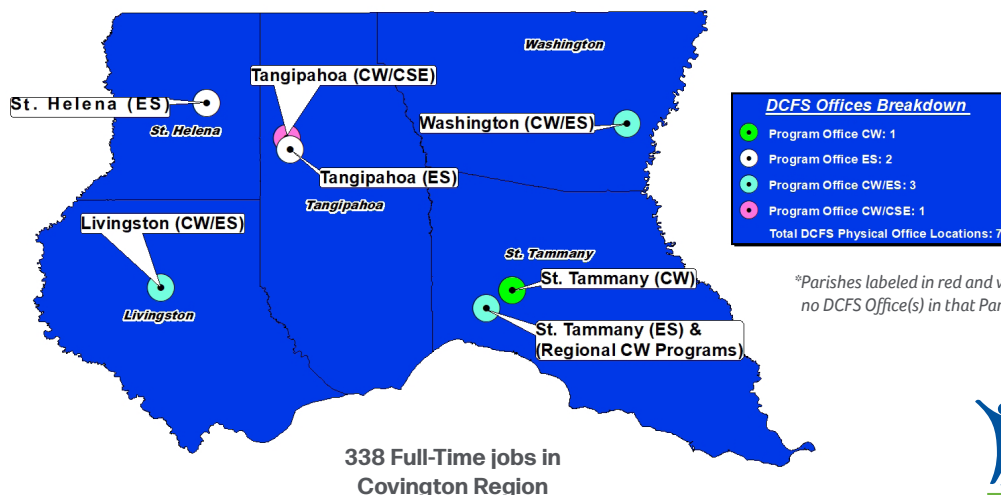 Washington
Tangipahoa (CW/CSE)
St. Helena (ES)
St. Helena
Washington (CW/ES)
Tangipahoa (ES)
Tangipahoa
Livingston (CW/ES)
Livingston
St. Tammany
St. Tammany (CW)
St. Tammany (ES) &
(Regional CW Programs)
DCFS Offices Breakdown
Program Office CW: 1
Program Office ES: 2
Program Office CW/ES: 3
Program Office CW/CSE: 1
Total DCFS Physical Office Locations: 7
*Parishes labeled in red and
no DCFS Office(s) in that
338 Full-Time jobs in
Covington Region